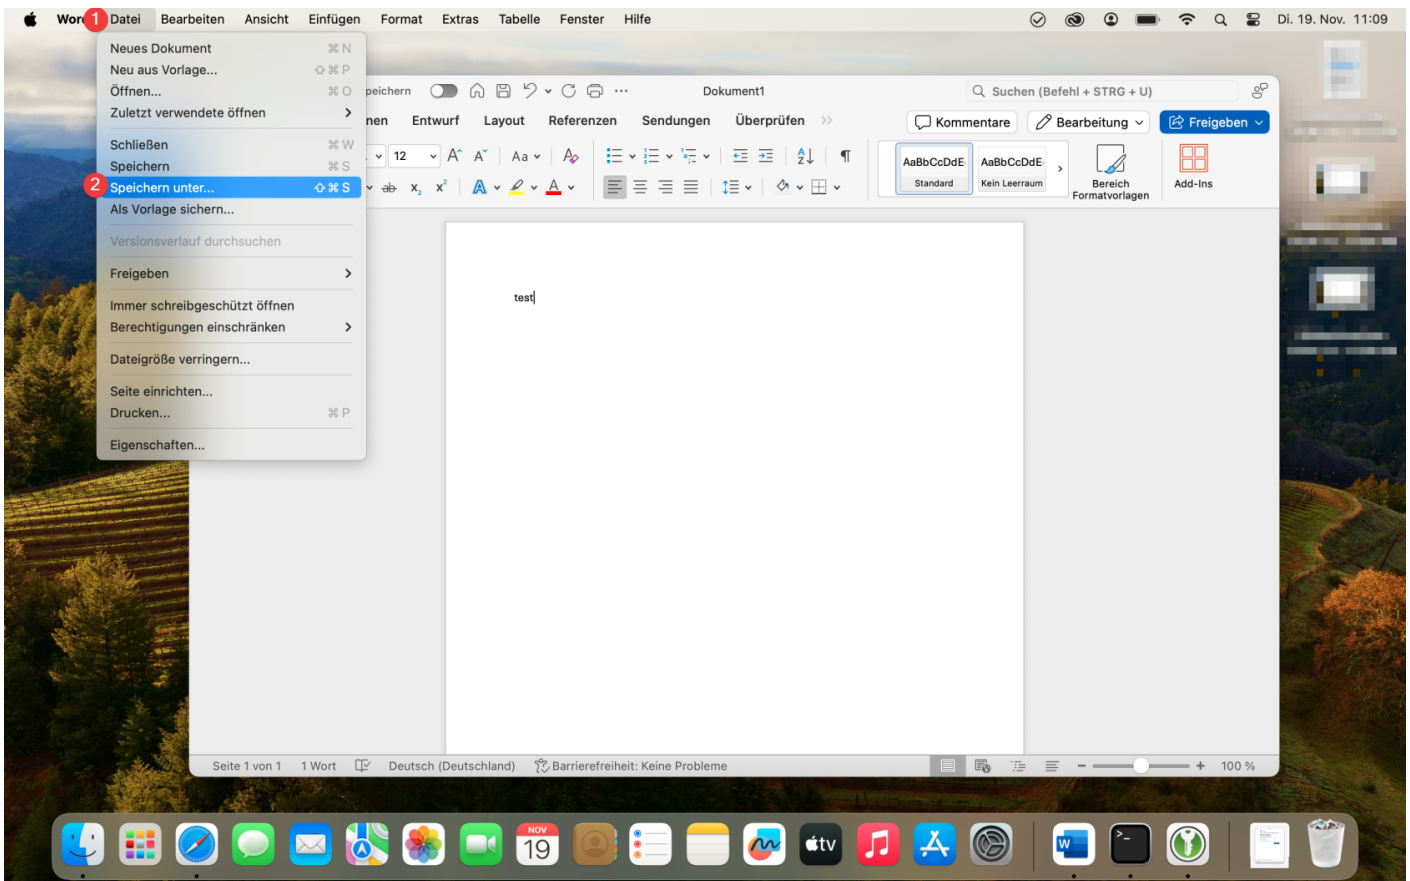 Word 1 Datei Bearbeiten Ansicht Einfügen Format Extras Tabelle Fenster Hilfe Di. 19. Nov. 11:09
Neues Dokument ⌘ N
Neu aus Vorlage... ⇧ ⌘ P
Öffnen... ⌘ O
Zuletzt verwendete öffnen
Schließen ⌘ W
Speichern ⌘ S
2 Speichern unter... ⇧ ⌘ S
Als Vorlage sichern...
Versionsverlauf durchsuchen
Freigeben
Immer schreibgeschützt öffnen
Berechtigungen einschränken
Dateigröße verringern...
Seite einrichten...
Drucken... ⌘ P
Eigenschaften...
peichern Dokument1 Suchen (Befehl + STRG + U)
nen Entwurf Layout Referenzen Sendungen Überprüfen Kommentare Bearbeitung Freigeben
12 Aa AaBbCcDdE AaBbCcDdE
Standard Kein Leerraum Bereich Formatvorlagen Add-Ins
test
Seite 1 von 1 1 Wort Deutsch (Deutschland) Barrierefreiheit: Keine Probleme 100 %
NOV
19
tv
W